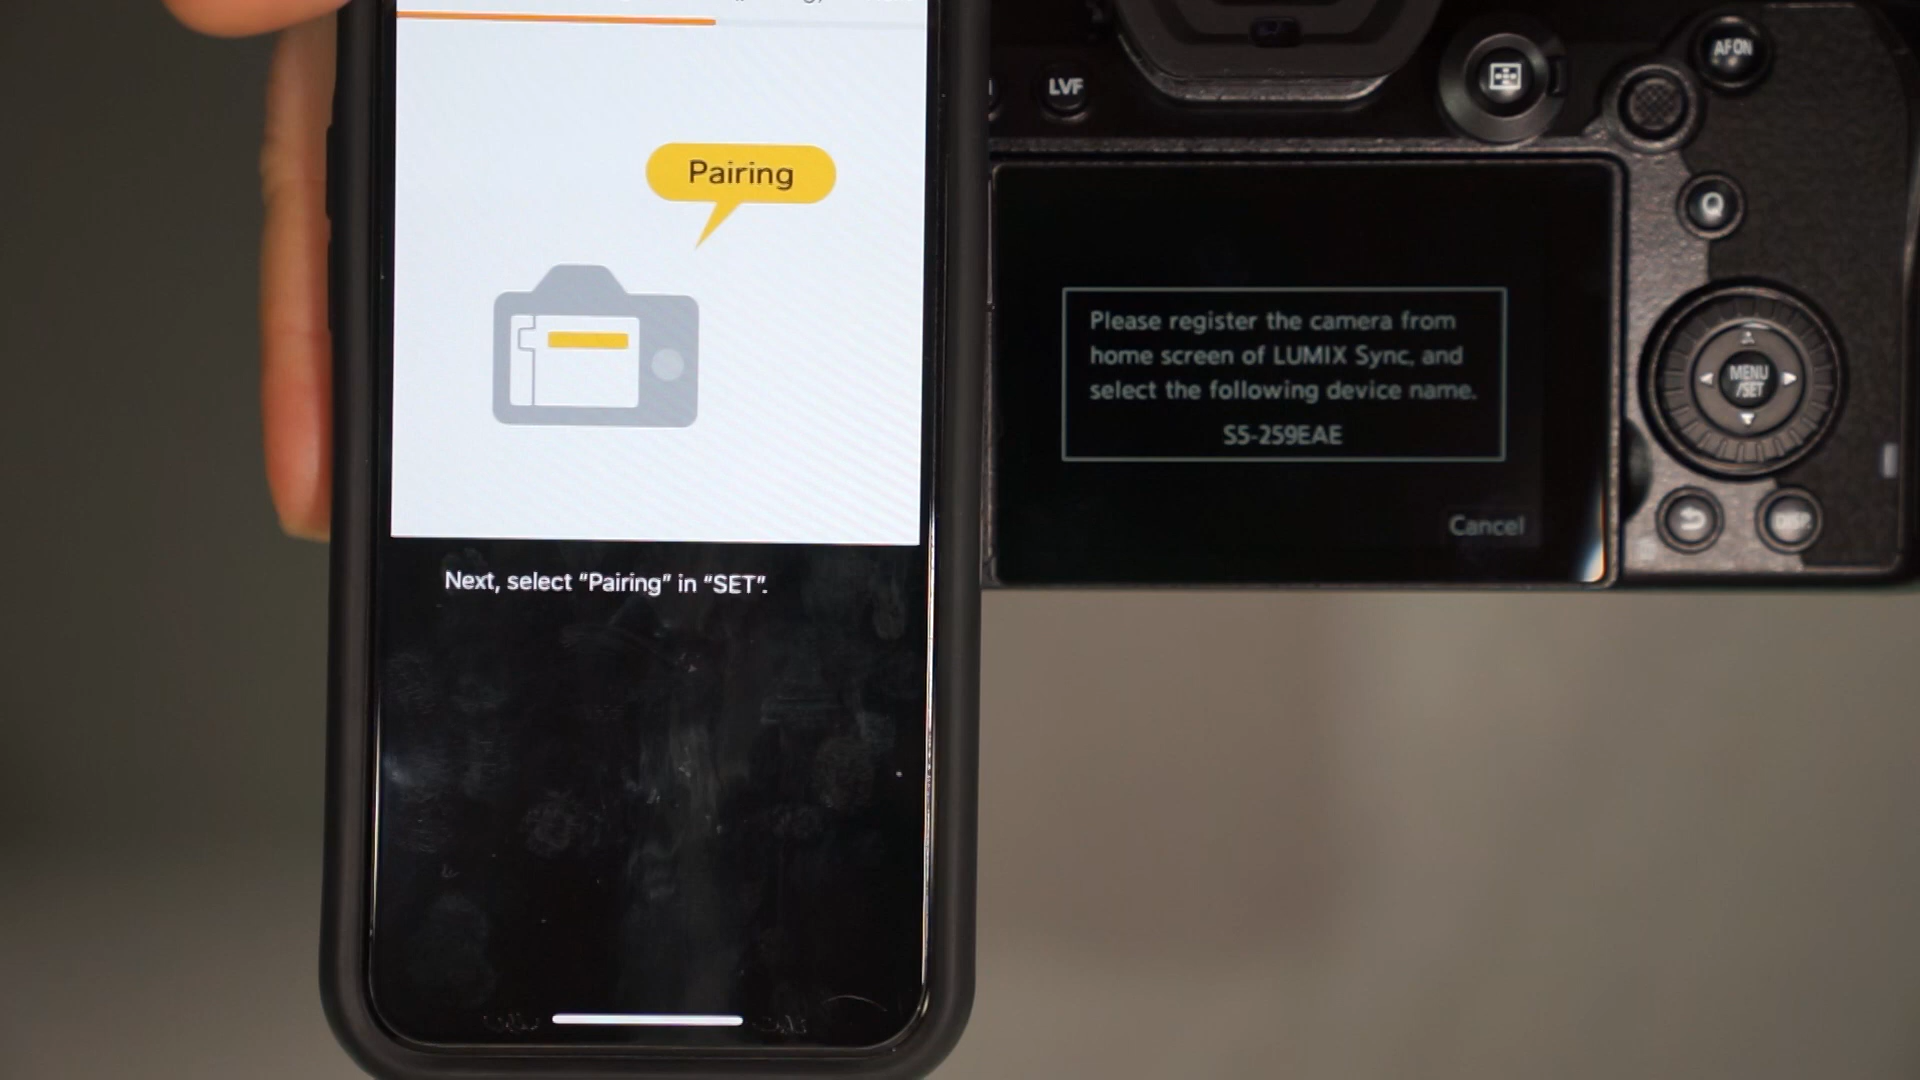 Pairing
Next, select “Pairing” in “SET”.
LVF
AF ON
Q
Please register the camera from
home screen of LUMIX Sync, and
select the following device name.
S5-259EAE
Cancel
MENU
/SET
DISP.